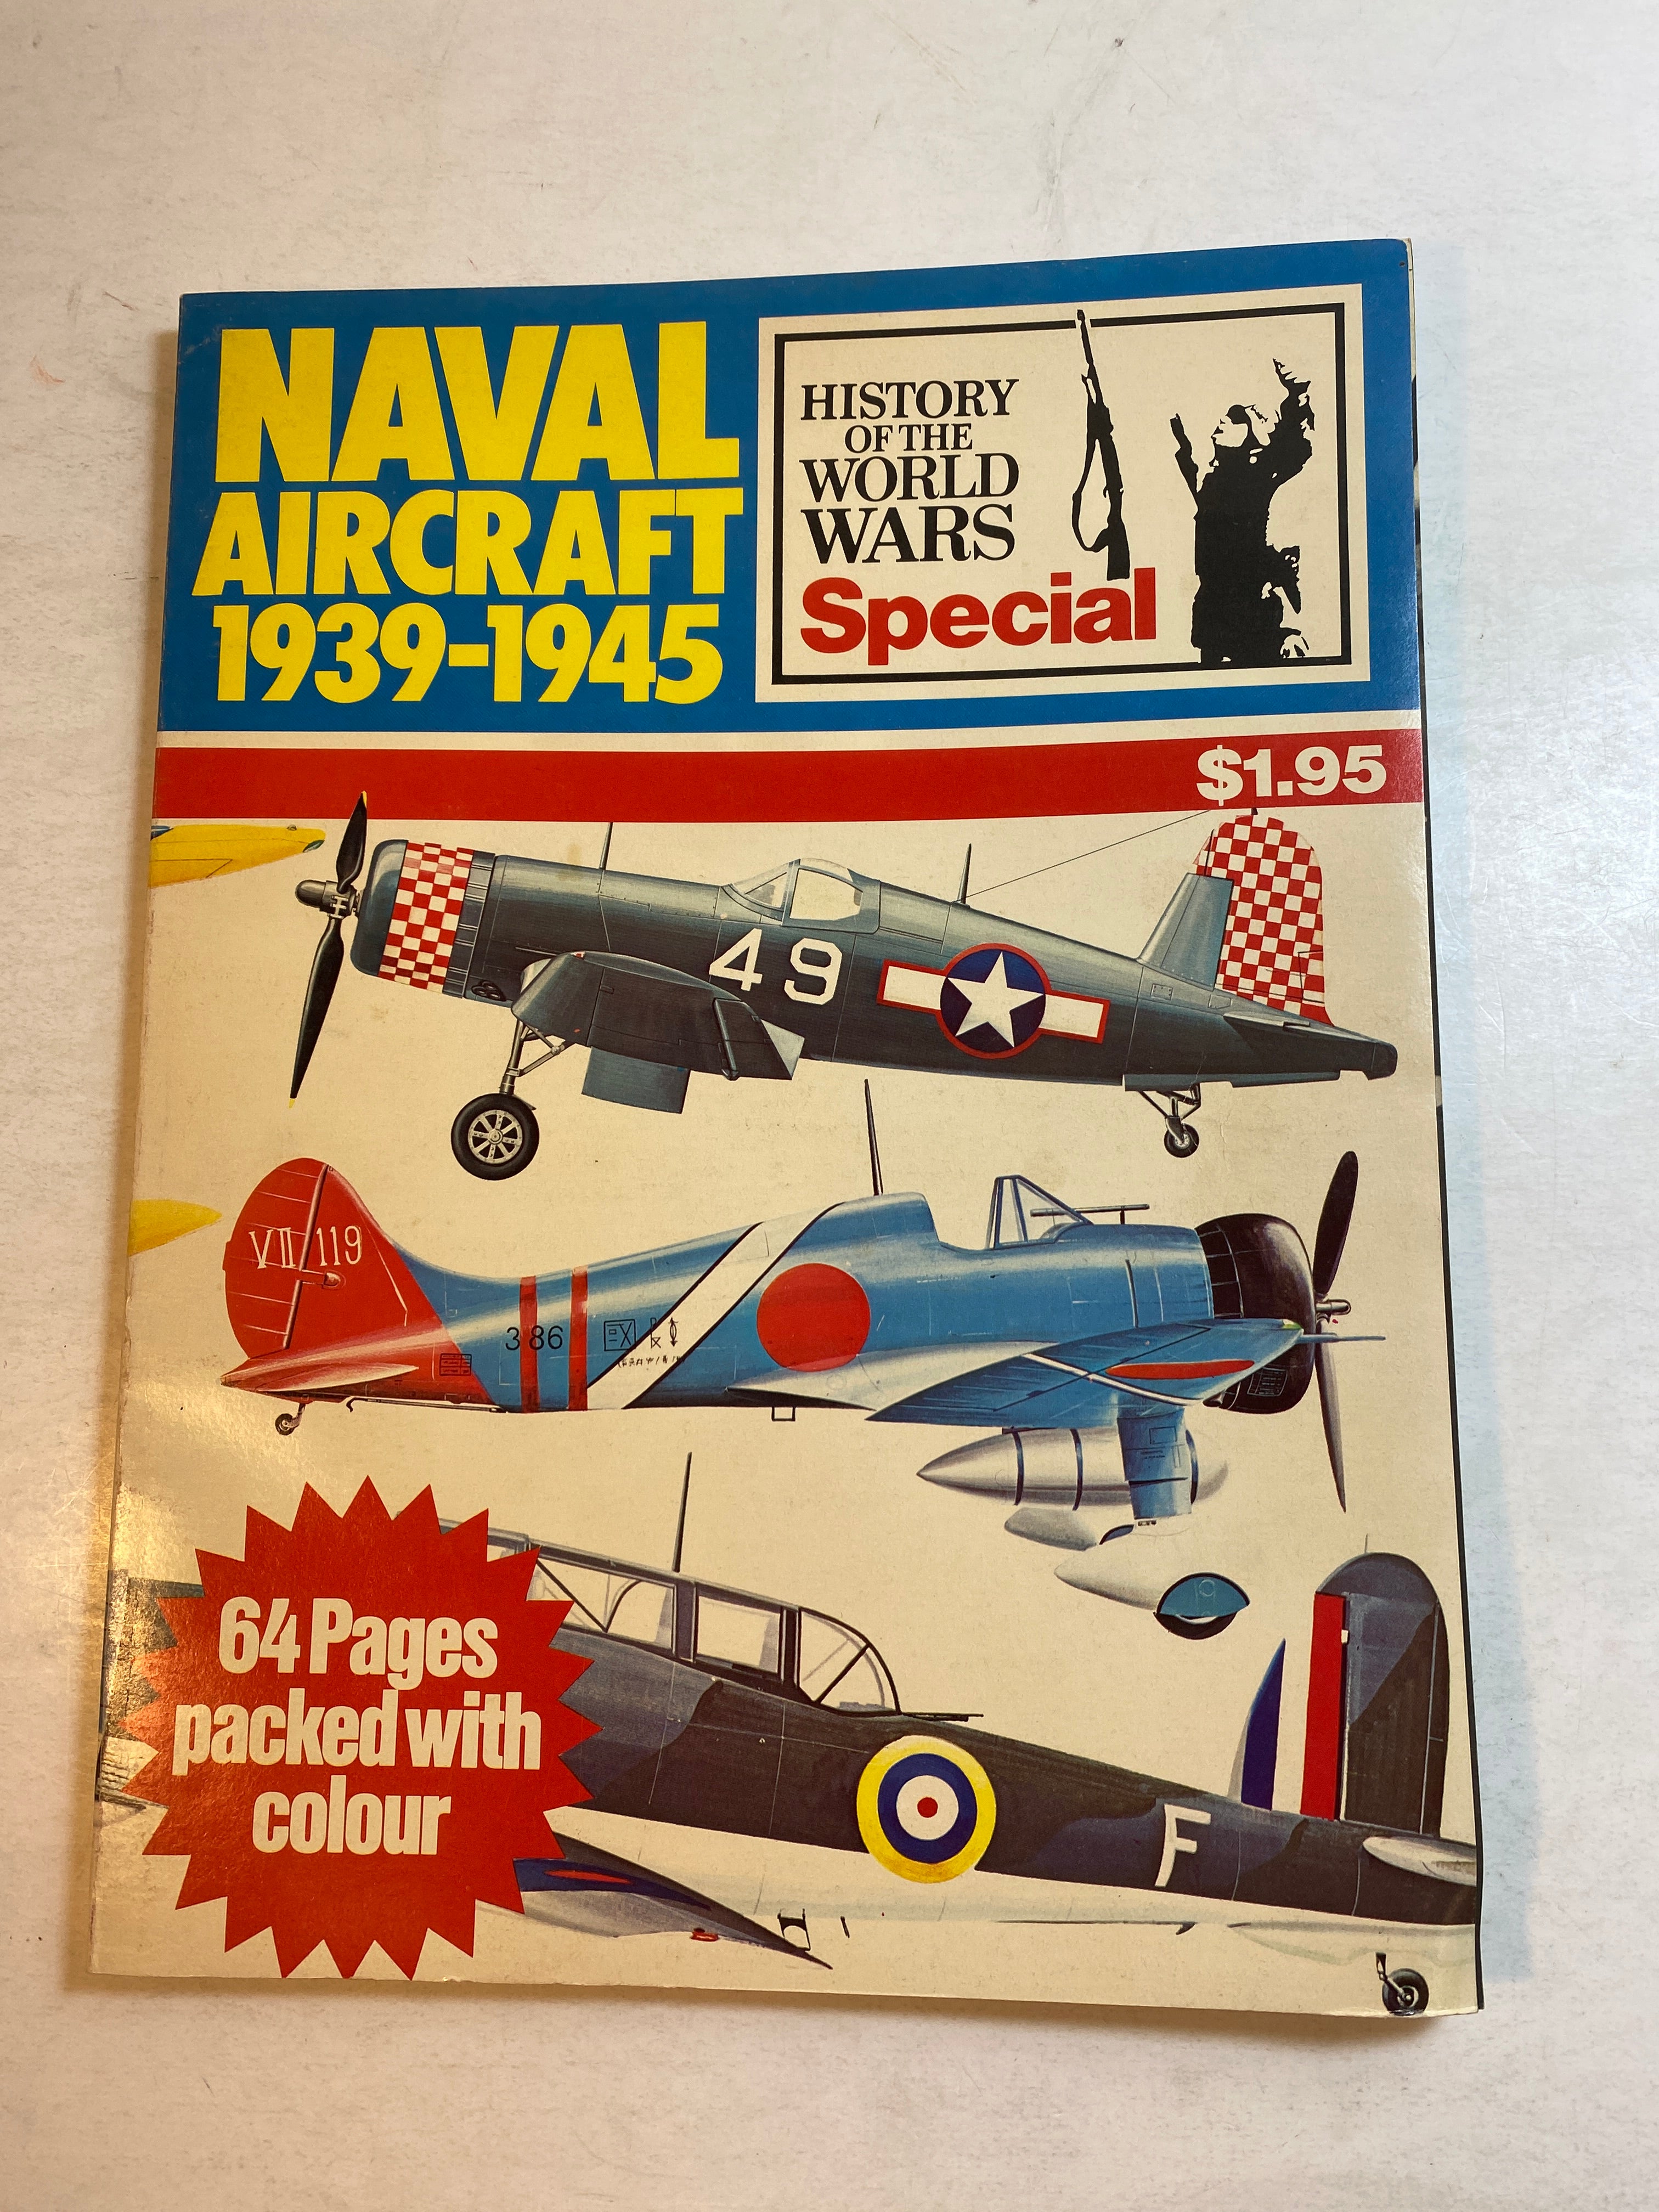 NAVAL
AIRCRAFT
1939-1945
HISTORY
OF THE
WORLD
WARS
Special
$1.95
49
VII 119
386
64 Pages
packed with
colour
F